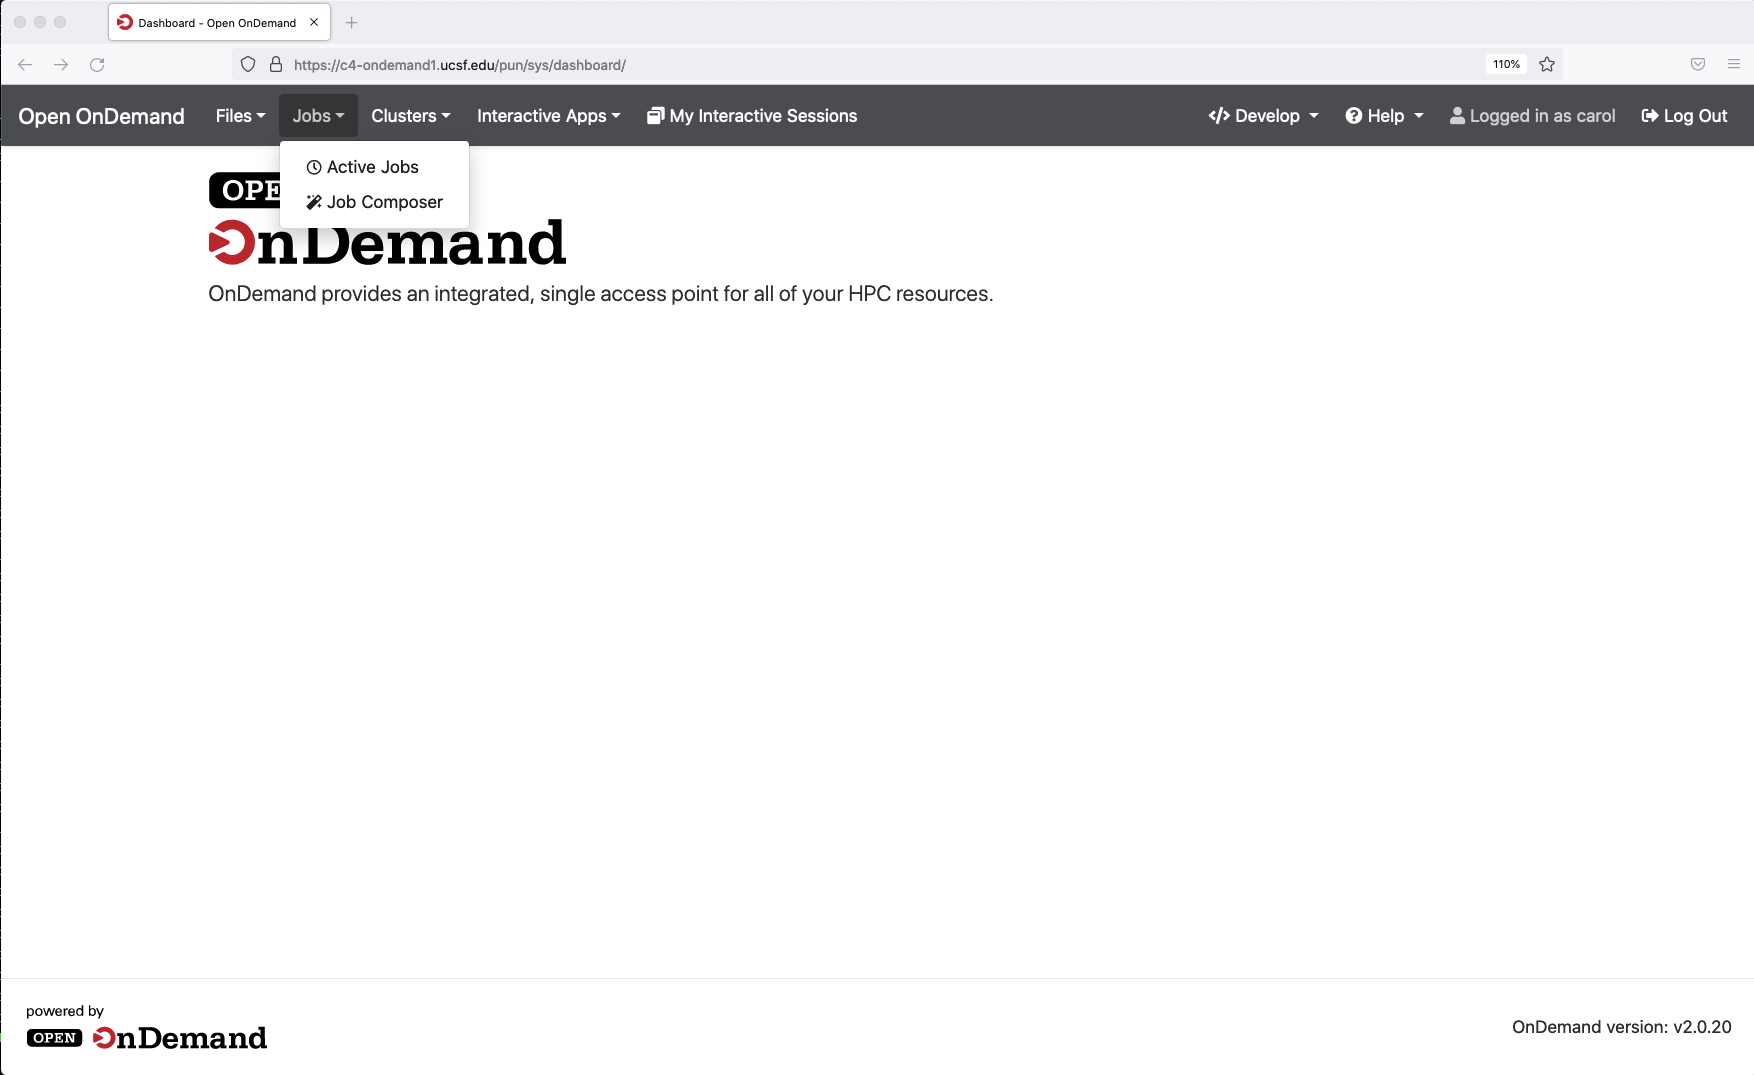 Dashboard - Open OnDemand
https://c4-ondemand1.ucsf.edu/pun/sys/dashboard/
110%
Open OnDemand Files Jobs Clusters Interactive Apps My Interactive Sessions Develop Help Logged in as carol Log Out
Active Jobs
Job Composer
OnDemand
OnDemand provides an integrated, single access point for all of your HPC resources.
powered by
OPEN OnDemand
OnDemand version: v2.0.20